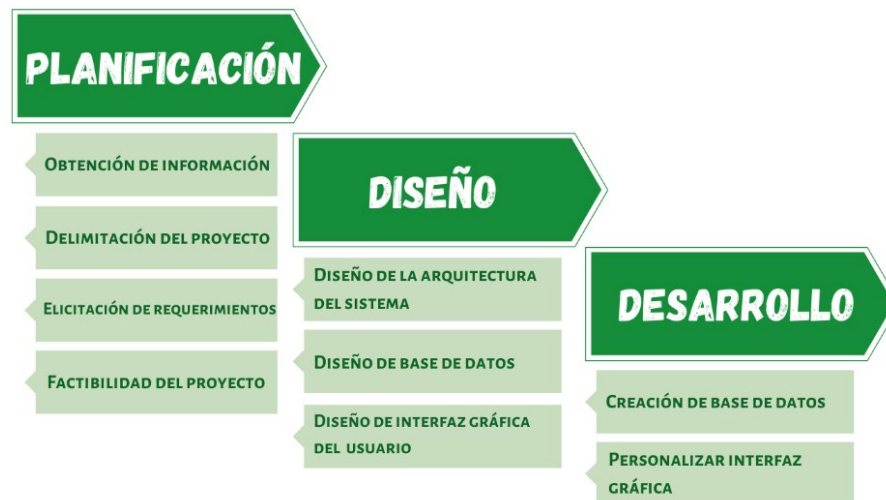 PLANIFICACIÓN
OBTENCIÓN DE INFORMACIÓN
DELIMITACIÓN DEL PROYECTO
ELICITACIÓN DE REQUERIMIENTOS
FACTIBILIDAD DEL PROYECTO
DISEÑO
DISEÑO DE LA ARQUITECTURA
DEL SISTEMA
DISEÑO DE BASE DE DATOS
DISEÑO DE INTERFAZ GRÁFICA
DEL USUARIO
DESARROLLO
CREACIÓN DE BASE DE DATOS
PERSONALIZAR INTERFAZ
GRÁFICA